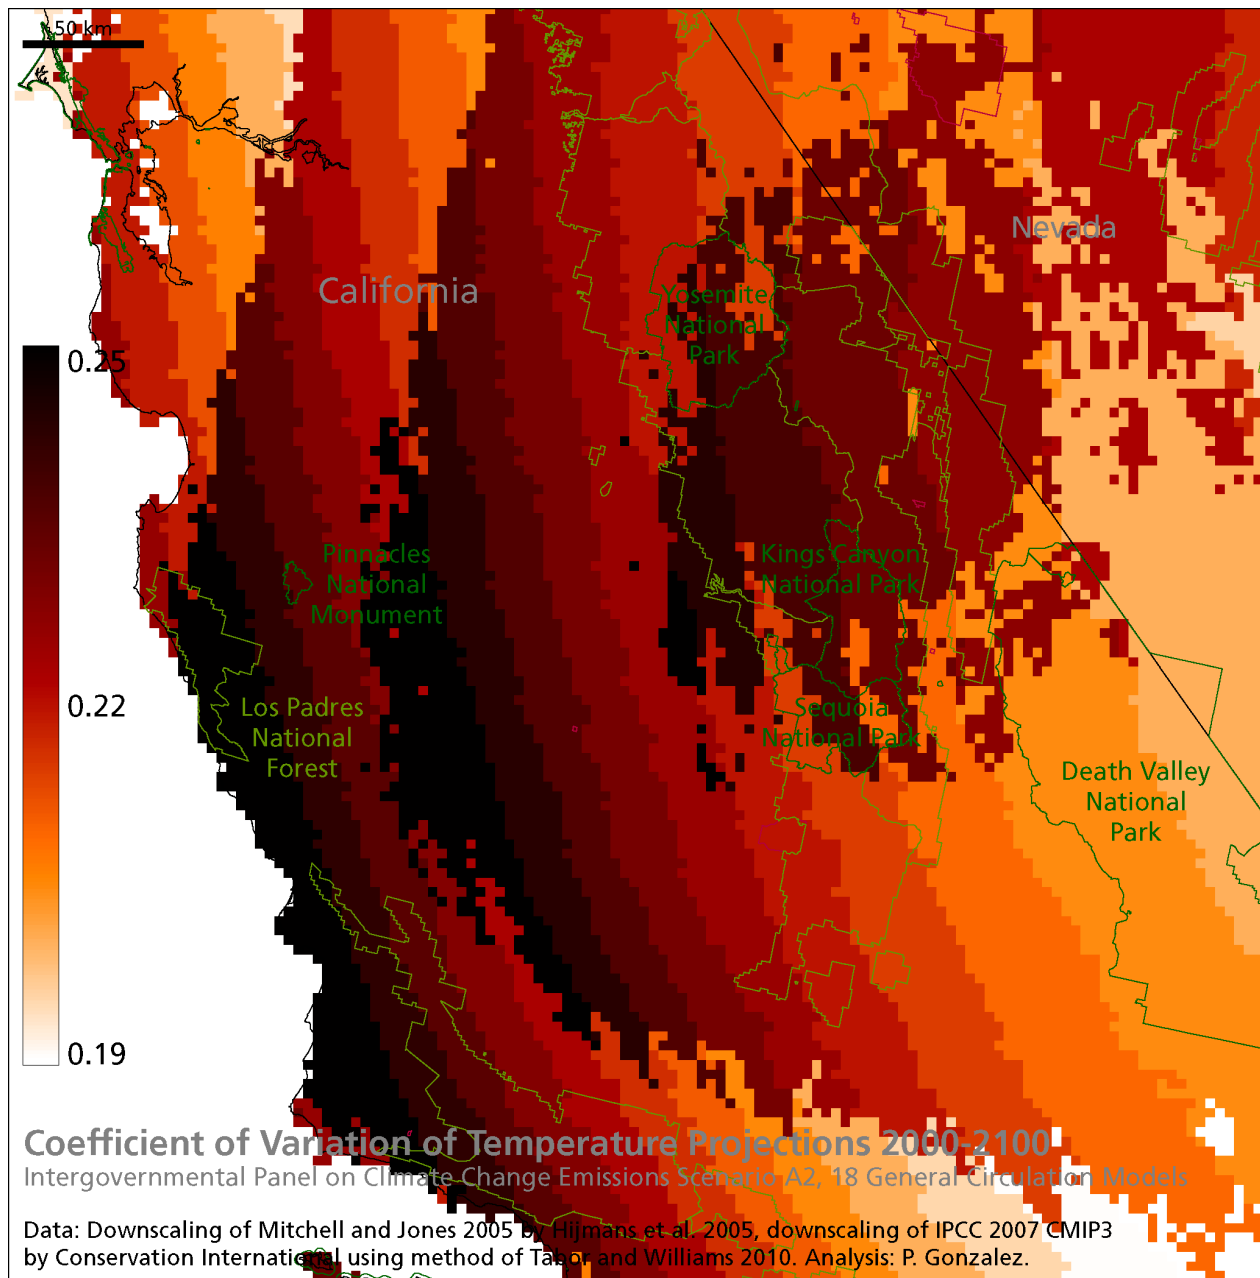 50 km
Nevada
California
Yosemite
National
Park
0.25
Pinnacles
National
Monument
Kings Canyon
National Park
0.22
Los Padres
National
Forest
Sequoia
National Park
Death Valley
National
Park
0.19
Coefficient of Variation of Temperature Projections 2000-2100
Intergovernmental Panel on Climate Change Emissions Scenario A2, 18 General Circulation Models
Data: Downscaling of Mitchell and Jones 2005 by Hijmans et al. 2005, downscaling of IPCC 2007 CMIP3
by Conservation International using method of Tabor and Williams 2010. Analysis: P. Gonzalez.